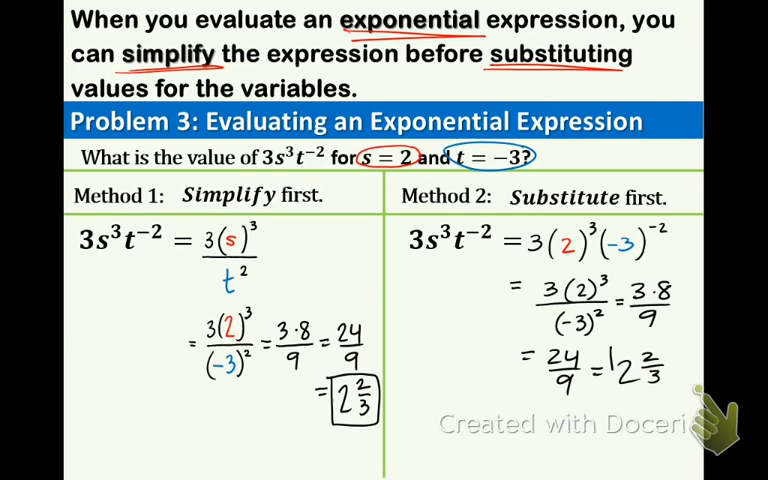 When you evaluate an exponential expression, you
can simplify the expression before substituting
values for the variables.
Problem 3: Evaluating an Exponential Expression
What is the value of 3s³t⁻² for s = 2 and t = −3?
Method 1: Simplify first.
3s³t⁻² = 3(s)³/t²
= 3(2)³/(-3)² = 3·8/9 = 24/9
= 2 2/3
Method 2: Substitute first.
3s³t⁻² = 3(2)³(-3)⁻²
= 3(2)³/(-3)² = 3·8/9
= 24/9 = 2 2/3
Created with Doceri